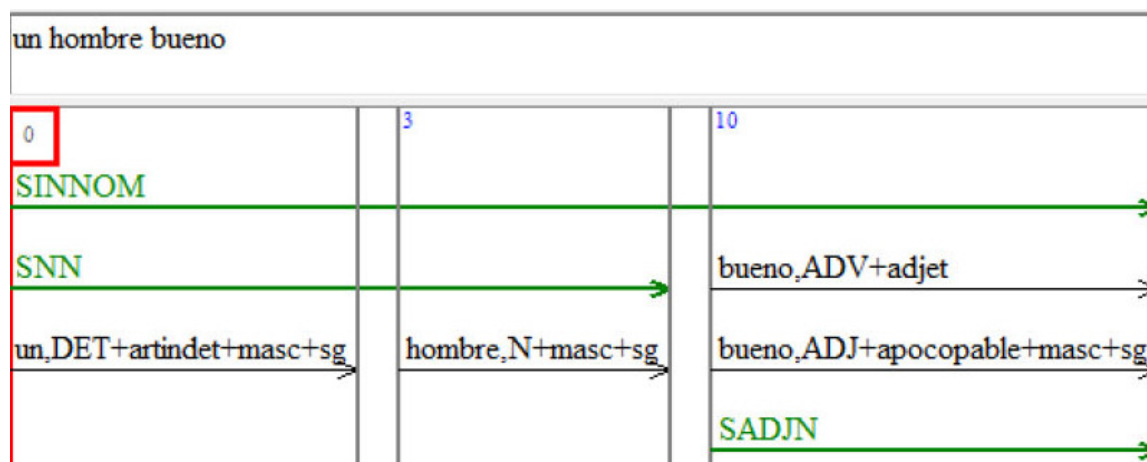 un hombre bueno
0 3 10
SINNOM
SNN bueno,ADV+adjet
un,DET+artindet+masc+sg hombre,N+masc+sg bueno,ADJ+apocopable+masc+sg
SADJN